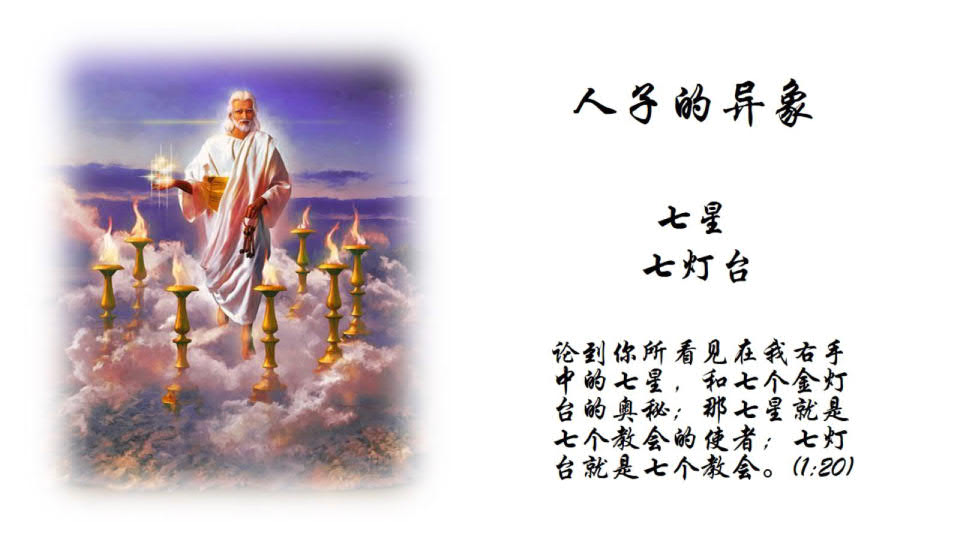 人子的异象
七星
七灯台
论到你所看见在我右手
中的七星，和七个金灯
台的奥秘；那七星就是
七个教会的使者；七灯
台就是七个教会。(1:20)